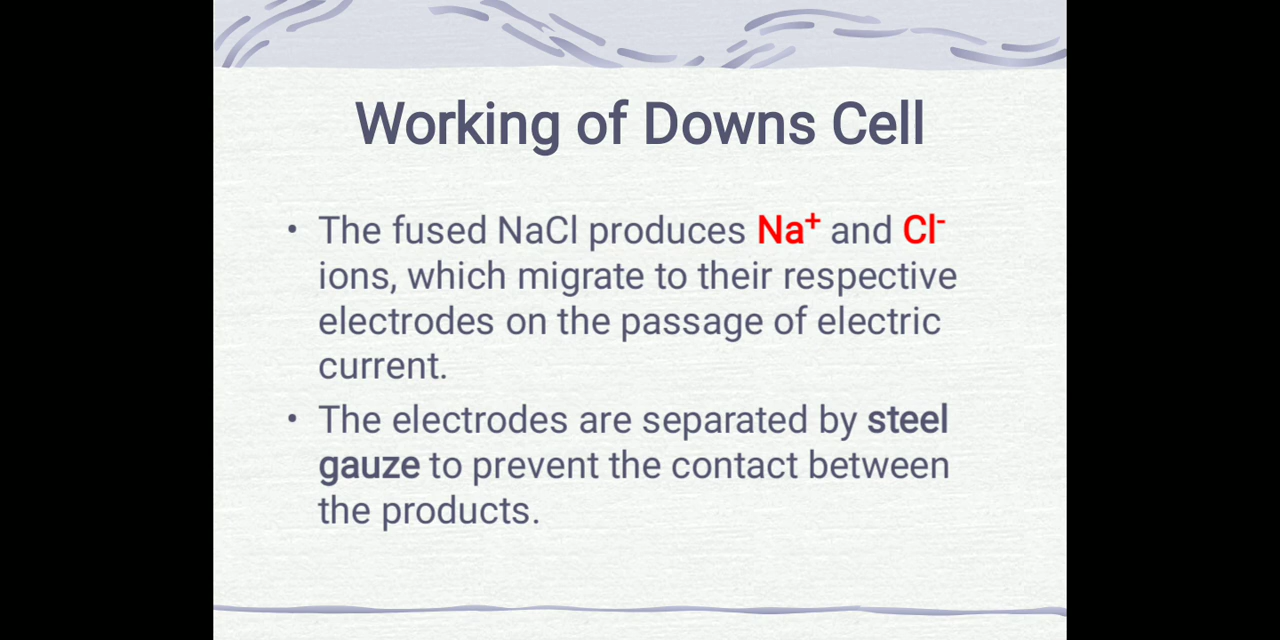 Working of Downs Cell
• The fused NaCl produces Na⁺ and Cl⁻
ions, which migrate to their respective
electrodes on the passage of electric
current.
• The electrodes are separated by steel
gauze to prevent the contact between
the products.